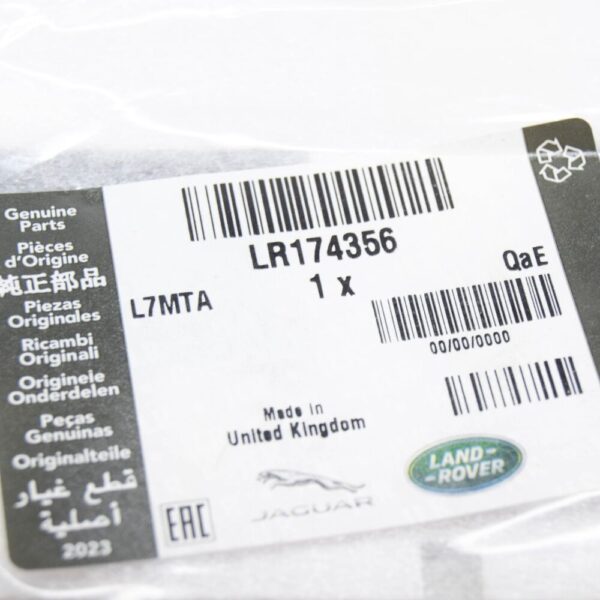 Genuine
Parts
Pièces
d'Origine
純正部品
Piezas
Originales
Ricambi
Originali
Originele
Onderdelen
Peças
Genuinas
Originalteile
قطع غيار
أصلية
2023
LR174356
1 x
L7MTA
QaE
00/00/0000
Made in
United Kingdom
EAC
JAGUAR
LAND-
-ROVER